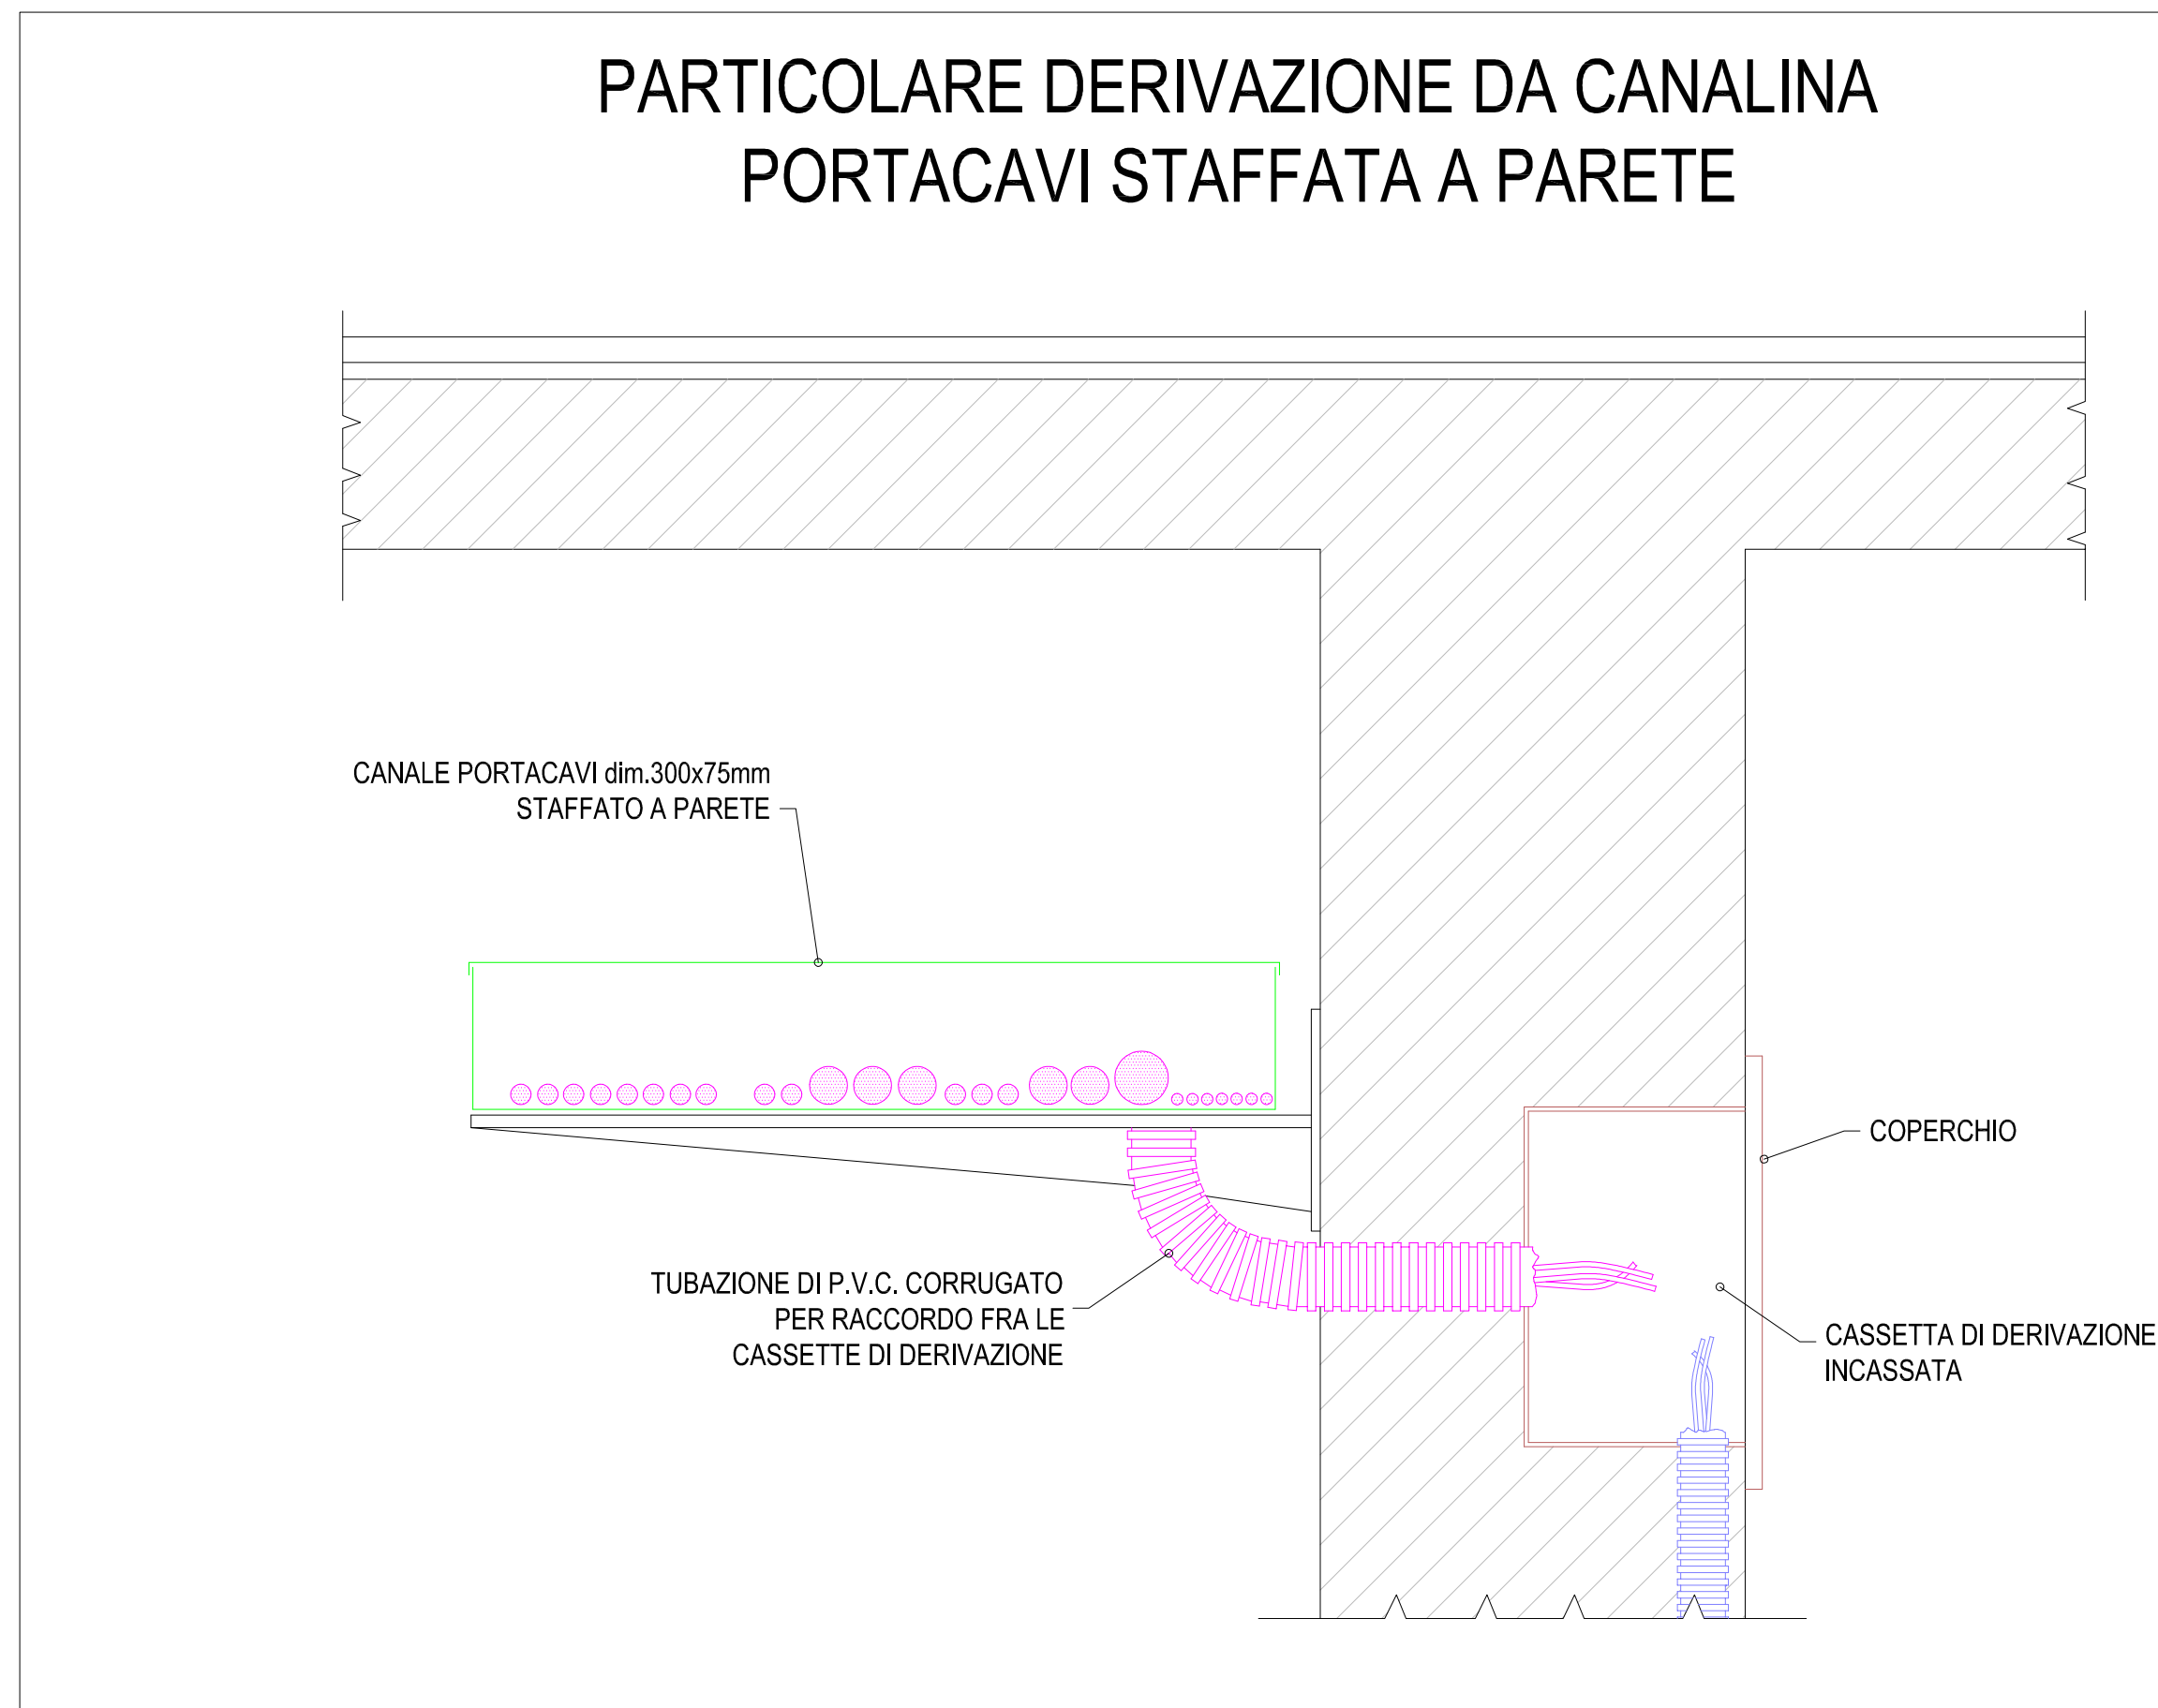 PARTICOLARE DERIVAZIONE DA CANALINA
PORTACAVI STAFFATA A PARETE
CANALE PORTACAVI dim.300x75mm
STAFFATO A PARETE
COPERCHIO
TUBAZIONE DI P.V.C. CORRUGATO
PER RACCORDO FRA LE
CASSETTE DI DERIVAZIONE
CASSETTA DI DERIVAZIONE
INCASSATA